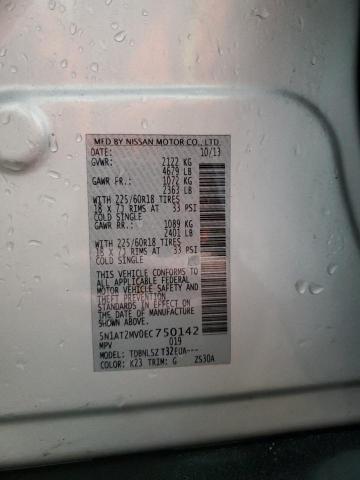 MFD BY NISSAN MOTOR CO., LTD.
DATE: 10/13
GVWR: 2122 KG
4679 LB
GAWR FR.: 1072 KG
2363 LB
WITH 225/60R18 TIRES
18 X 7J RIMS AT 33 PSI
COLD SINGLE
GAWR RR.: 1089 KG
2401 LB
WITH 225/60R18 TIRES
18 X 7J RIMS AT 33 PSI
COLD SINGLE
THIS VEHICLE CONFORMS TO
ALL APPLICABLE FEDERAL
MOTOR VEHICLE SAFETY AND
THEFT PREVENTION
STANDARDS IN EFFECT ON
THE DATE OF MANUFACTURE
SHOWN ABOVE.
5N1AT2MV0EC750142
MPV 019
MODEL: TDBNLSZ T32EUA---
COLOR: K23 TRIM: G 2S30A